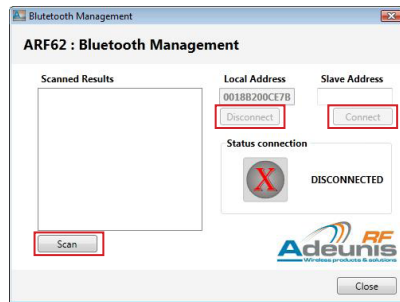 Blutetooth Management
ARF62 : Bluetooth Management
Scanned Results
Local Address
Slave Address
0018B200CE7B
Disconnect
Connect
Status connection
X
DISCONNECTED
Scan
Adeunis RF
Wireless products & solutions
Close